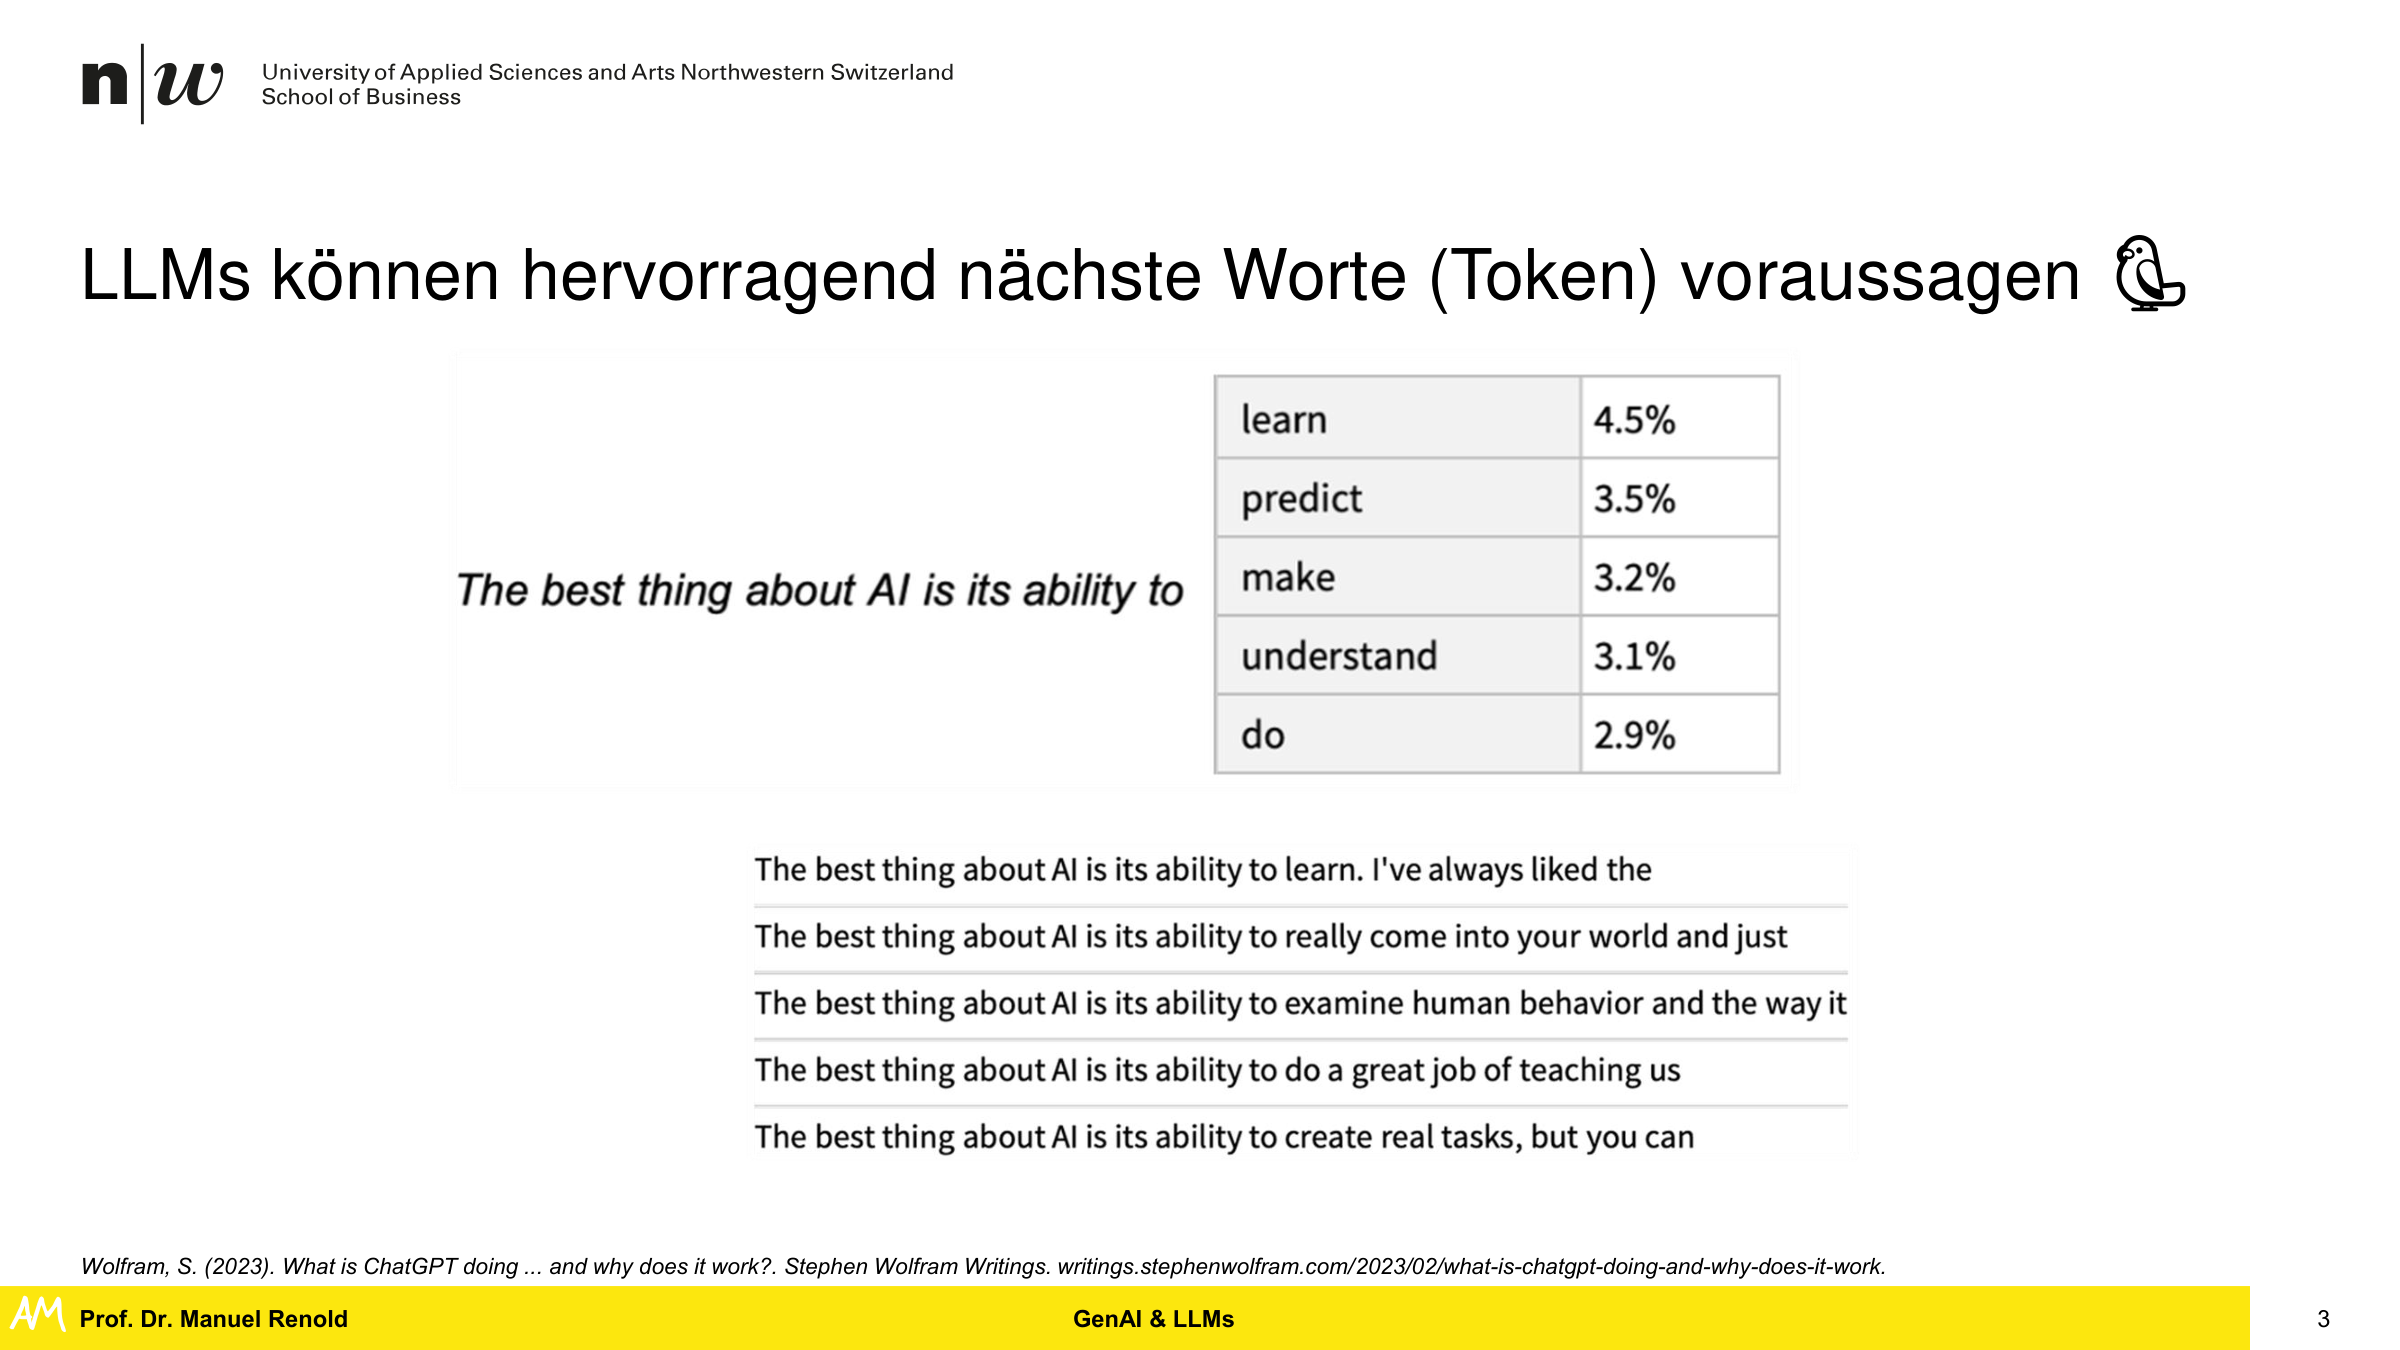 n|w University of Applied Sciences and Arts Northwestern Switzerland
School of Business
LLMs können hervorragend nächste Worte (Token) voraussagen
The best thing about AI is its ability to
learn 4.5%
predict 3.5%
make 3.2%
understand 3.1%
do 2.9%
The best thing about AI is its ability to learn. I've always liked the
The best thing about AI is its ability to really come into your world and just
The best thing about AI is its ability to examine human behavior and the way it
The best thing about AI is its ability to do a great job of teaching us
The best thing about AI is its ability to create real tasks, but you can
Wolfram, S. (2023). What is ChatGPT doing ... and why does it work?. Stephen Wolfram Writings. writings.stephenwolfram.com/2023/02/what-is-chatgpt-doing-and-why-does-it-work.
AM Prof. Dr. Manuel Renold GenAI & LLMs 3